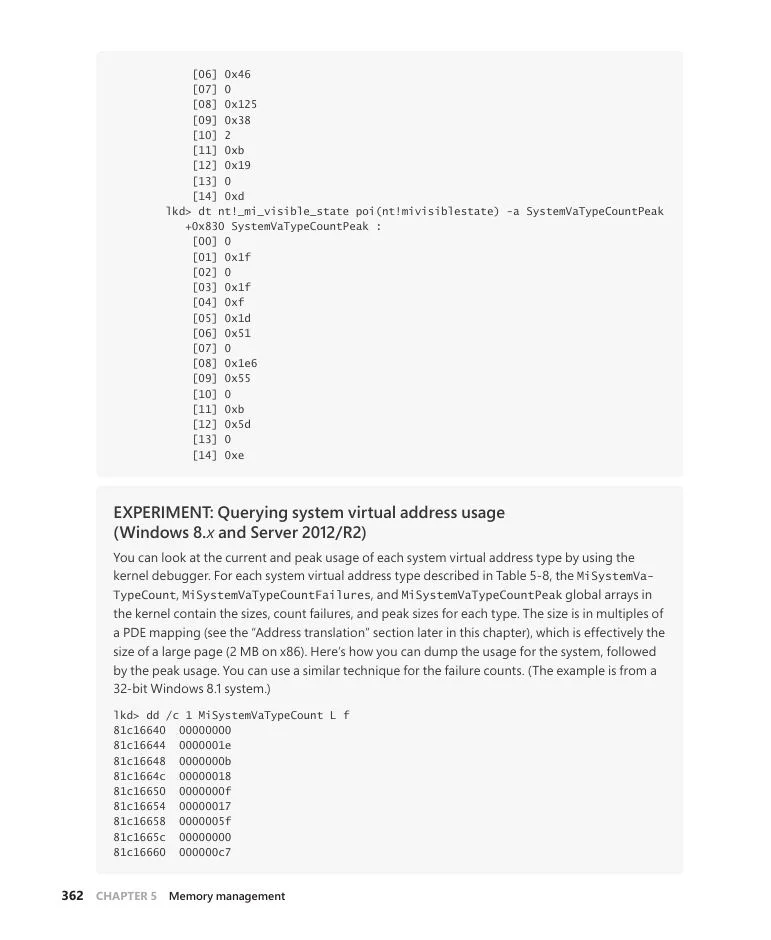 [06] 0x46
[07] 0
[08] 0x125
[09] 0x38
[10] 2
[11] 0xb
[12] 0x19
[13] 0
[14] 0xd
lkd> dt nt!_mi_visible_state poi(nt!mivisiblestate) -a SystemVaTypeCountPeak
+0x830 SystemVaTypeCountPeak :
[00] 0
[01] 0x1f
[02] 0
[03] 0x1f
[04] 0xf
[05] 0x1d
[06] 0x51
[07] 0
[08] 0x1e6
[09] 0x55
[10] 0
[11] 0xb
[12] 0x5d
[13] 0
[14] 0xe
EXPERIMENT: Querying system virtual address usage
(Windows 8.x and Server 2012/R2)
You can look at the current and peak usage of each system virtual address type by using the
kernel debugger. For each system virtual address type described in Table 5-8, the MiSystemVa-
TypeCount, MiSystemVaTypeCountFailures, and MiSystemVaTypeCountPeak global arrays in
the kernel contain the sizes, count failures, and peak sizes for each type. The size is in multiples of
a PDE mapping (see the “Address translation” section later in this chapter), which is effectively the
size of a large page (2 MB on x86). Here’s how you can dump the usage for the system, followed
by the peak usage. You can use a similar technique for the failure counts. (The example is from a
32-bit Windows 8.1 system.)
lkd> dd /c 1 MiSystemVaTypeCount L f
81c16640 00000000
81c16644 0000001e
81c16648 0000000b
81c1664c 00000018
81c16650 0000000f
81c16654 00000017
81c16658 0000005f
81c1665c 00000000
81c16660 000000c7
362 CHAPTER 5 Memory management